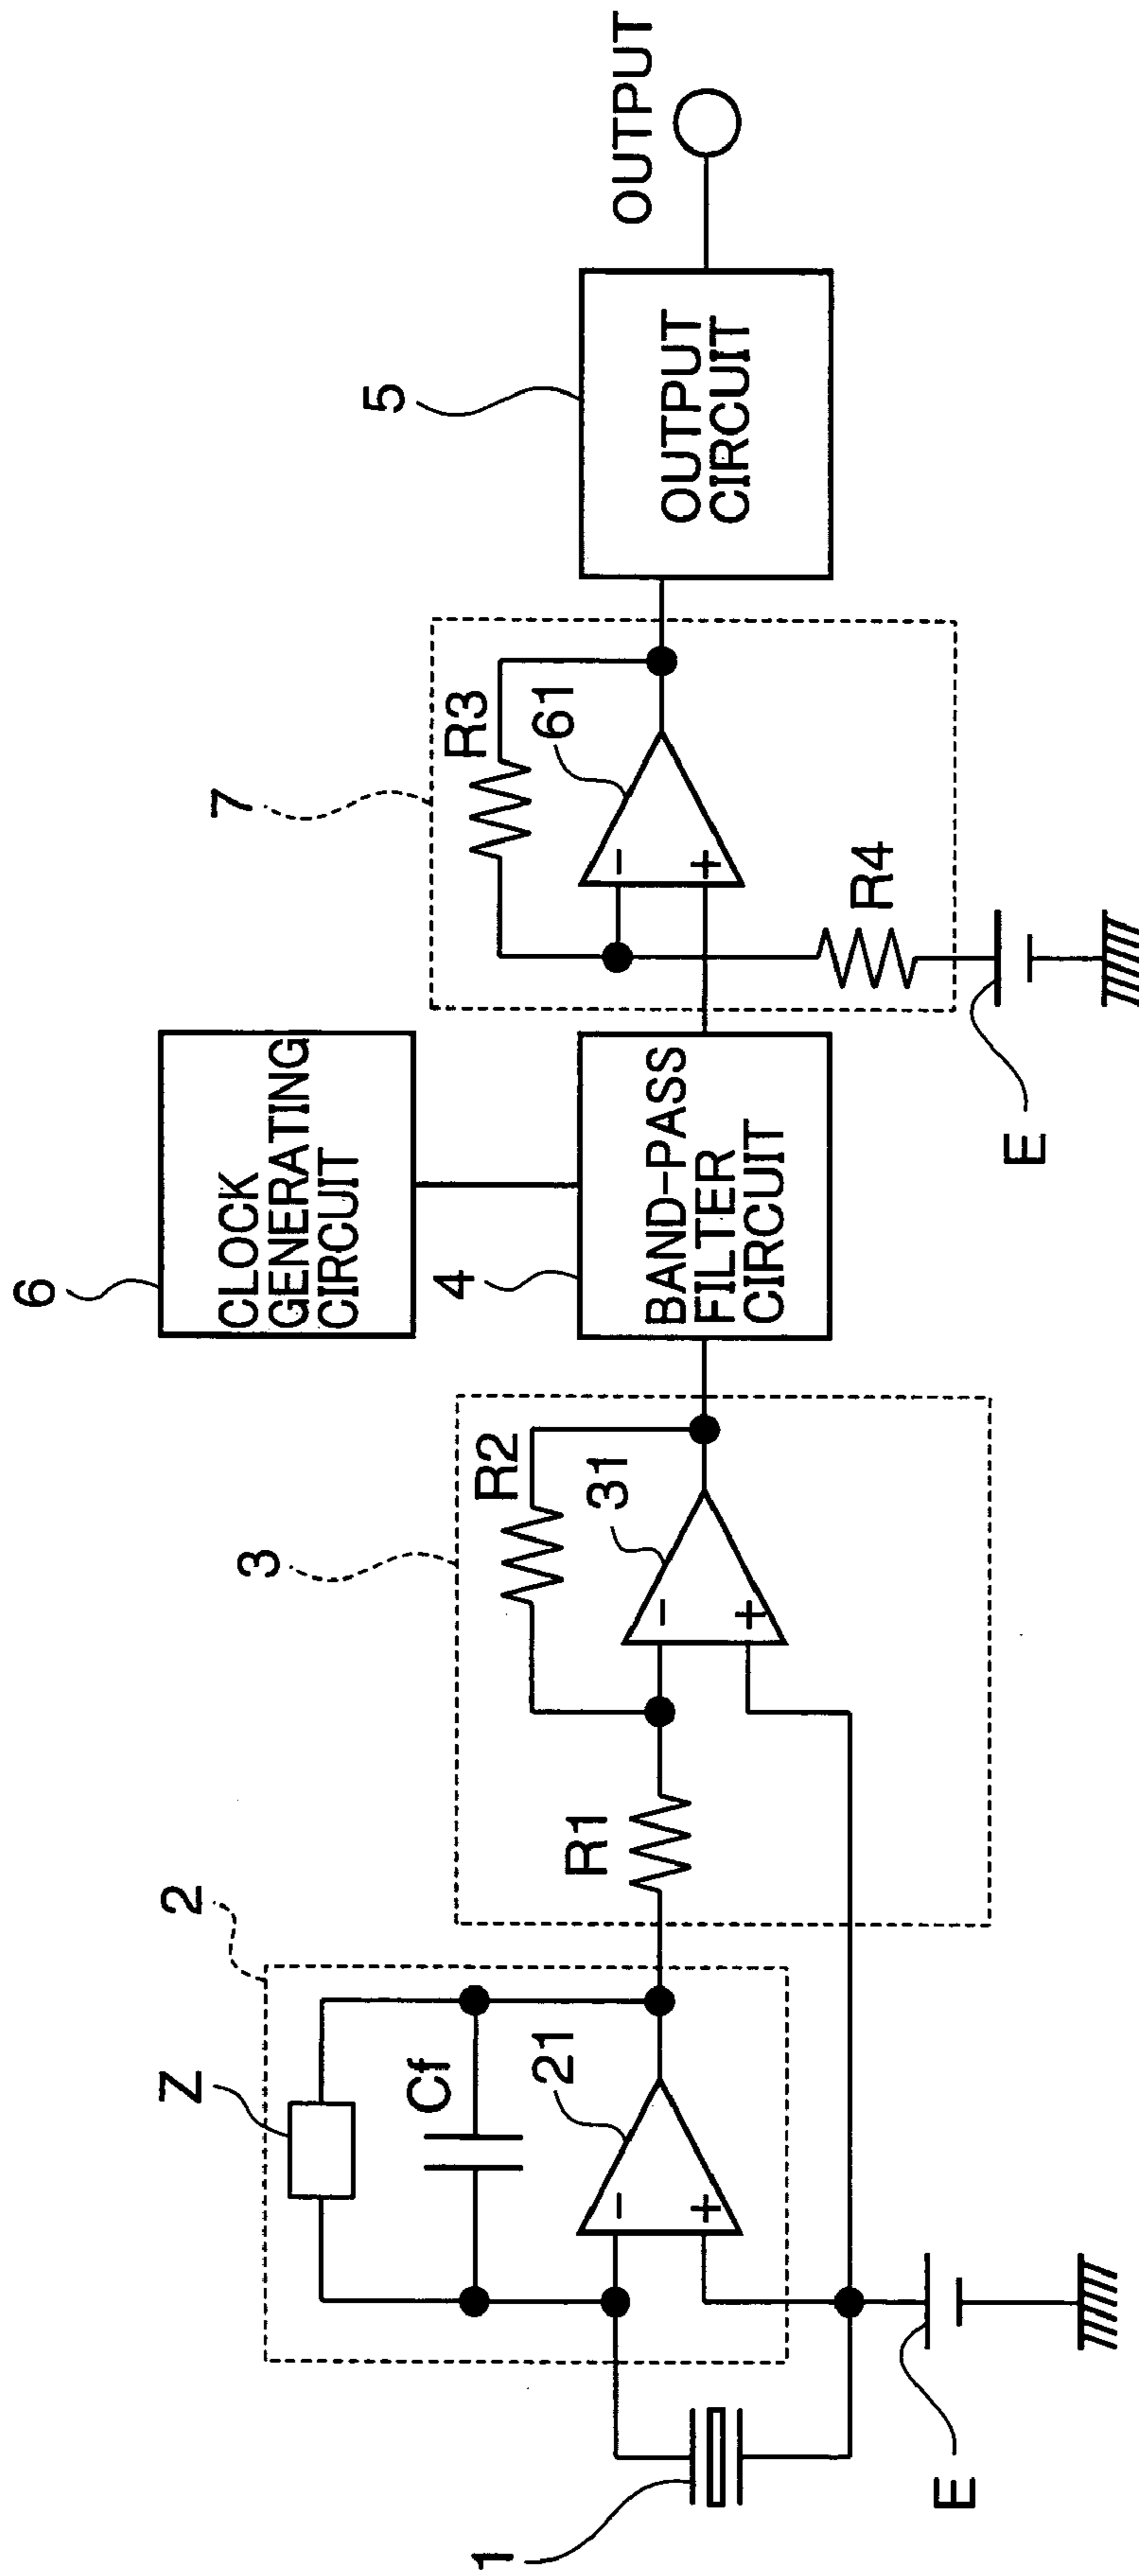 1
E
2
Z
Cf
21
-
+
3
R1
R2
31
-
+
6
CLOCK
GENERATING
CIRCUIT
4
BAND-PASS
FILTER
CIRCUIT
7
R3
61
-
+
R4
E
5
OUTPUT
CIRCUIT
OUTPUT